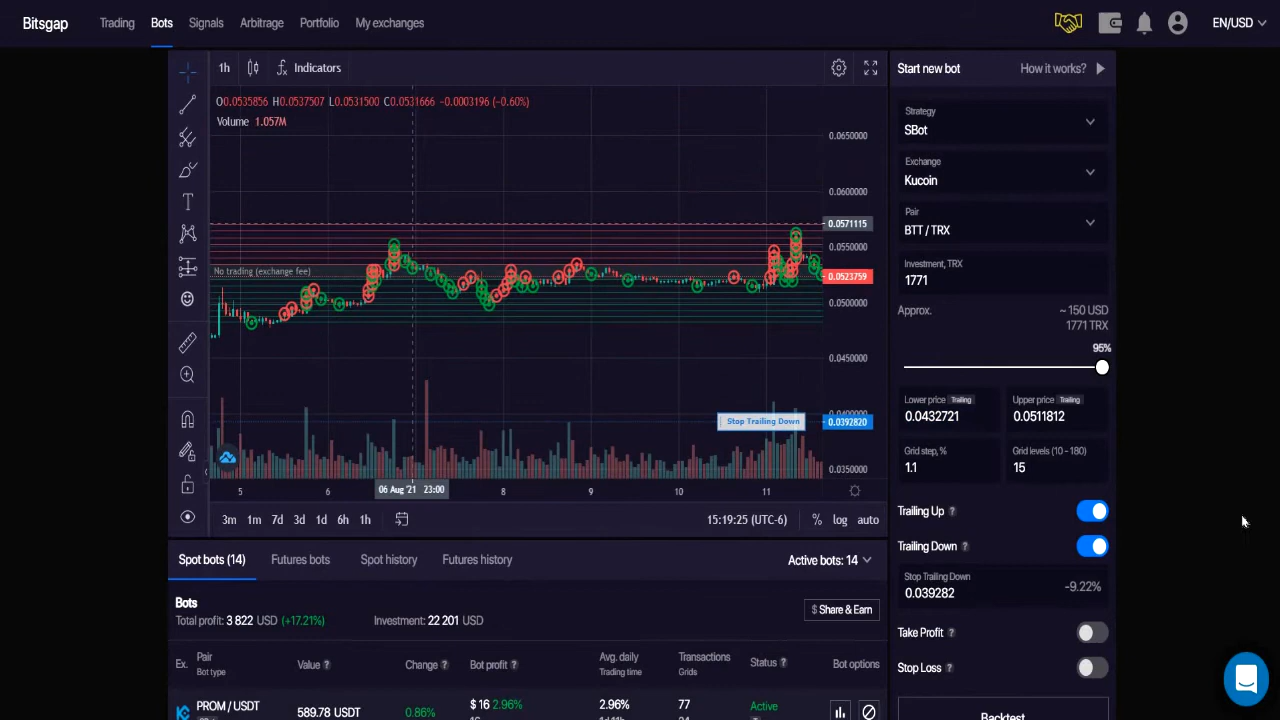 Bitsgap Trading Bots Signals Arbitrage Portfolio My exchanges EN/USD
1h Indicators
O0.0535856 H0.0537507 L0.0531500 C0.0531666 -0.0003196 (-0.60%)
Volume 1.057M
0.0650000
0.0600000
0.0571115
0.0550000
No trading (exchange fee)
0.0523759
0.0500000
0.0450000
Stop Trailing Down 0.0392820
0.0350000
5 6 06 Aug '21 23:00 8 9 10 11
3m 1m 7d 3d 1d 6h 1h 15:19:25 (UTC-6) % log auto
Start new bot How it works?
Strategy
SBot
Exchange
Kucoin
Pair
BTT / TRX
Investment, TRX
1771
Approx. ~ 150 USD
1771 TRX
95%
Lower price Trailing Upper price Trailing
0.0432721 0.0511812
Grid step, % Grid levels (10 - 180)
1.1 15
Trailing Up ?
Trailing Down ?
Stop Trailing Down
0.039282 -9.22%
Take Profit ?
Stop Loss ?
Backtest
Spot bots (14) Futures bots Spot history Futures history Active bots: 14
Bots
Total profit: 3 822 USD (+17.21%) Investment: 22 201 USD $ Share & Earn
Ex. Pair Value ? Change ? Bot profit ? Avg. daily Transactions Status ? Bot options
Bot type Trading time Grids
PROM / USDT 589.78 USDT 0.86% $ 16 2.96% 2.96% 77 Active